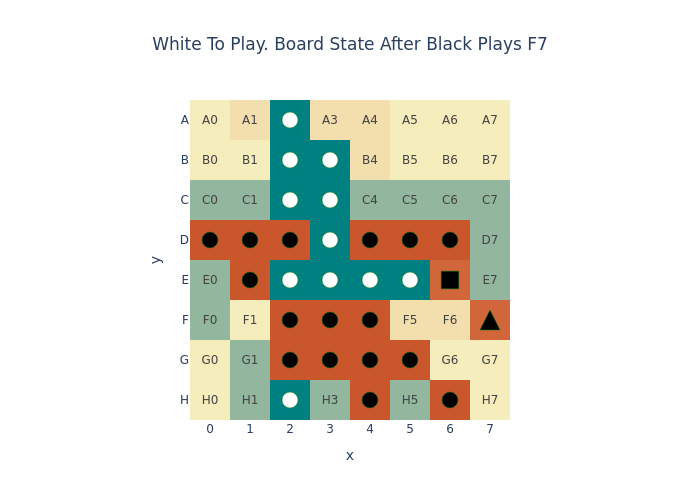 White To Play. Board State After Black Plays F7
A A0 A1 A3 A4 A5 A6 A7
B B0 B1 B4 B5 B6 B7
C C0 C1 C4 C5 C6 C7
D D7
E E0 E7
F F0 F1 F5 F6
G G0 G1 G6 G7
H H0 H1 H3 H5 H7
0 1 2 3 4 5 6 7
x
y